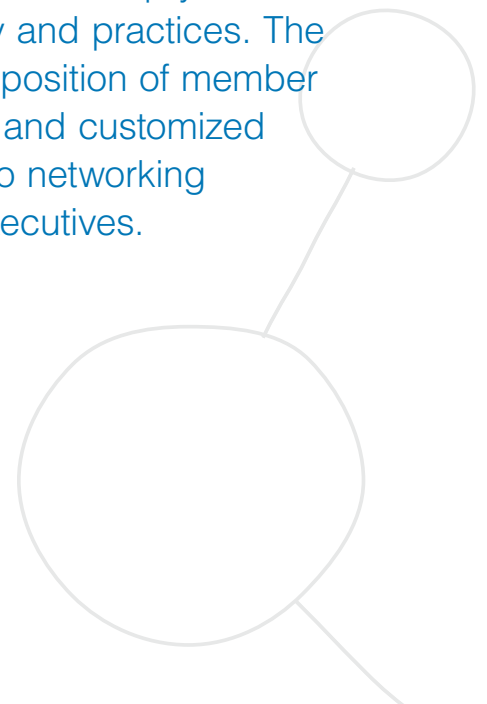 y and practices. The
position of member
and customized
o networking
ecutives.